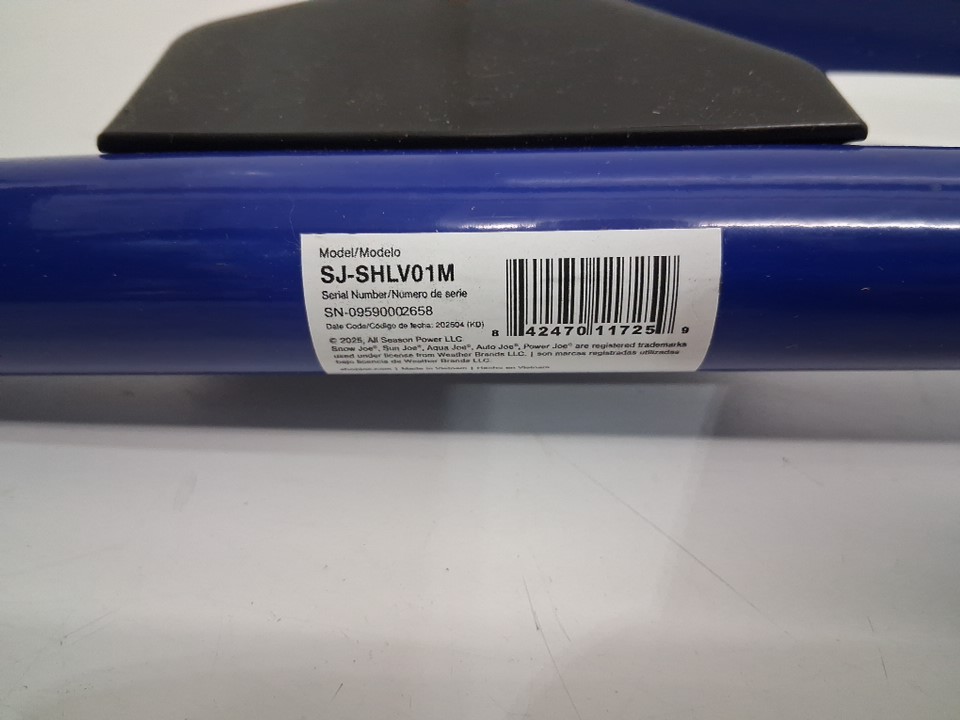 Model/Modelo
SJ-SHLV01M
Serial Number/Número de serie
SN-09590002658
Date Code/Código de fecha: 202504 (KD)
8 42470 11725 9
© 2025, All Season Power LLC.
Snow Joe®, Sun Joe®, Aqua Joe®, Auto Joe®, Power Joe® are registered trademarks
used under license from Weather Brands LLC. | son marcas registradas utilizadas
bajo licencia de Weather Brands LLC.
| Made in Vietnam | Hecho en Vietnam